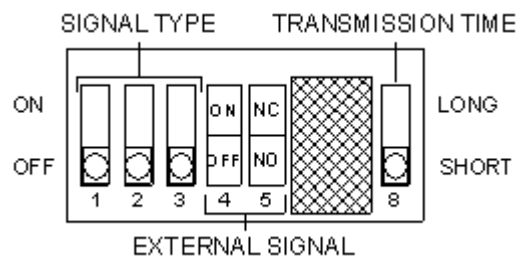 SIGNAL TYPE TRANSMISSION TIME
ON ON NC LONG
OFF OFF NO SHORT
1 2 3 4 5 8
EXTERNAL SIGNAL